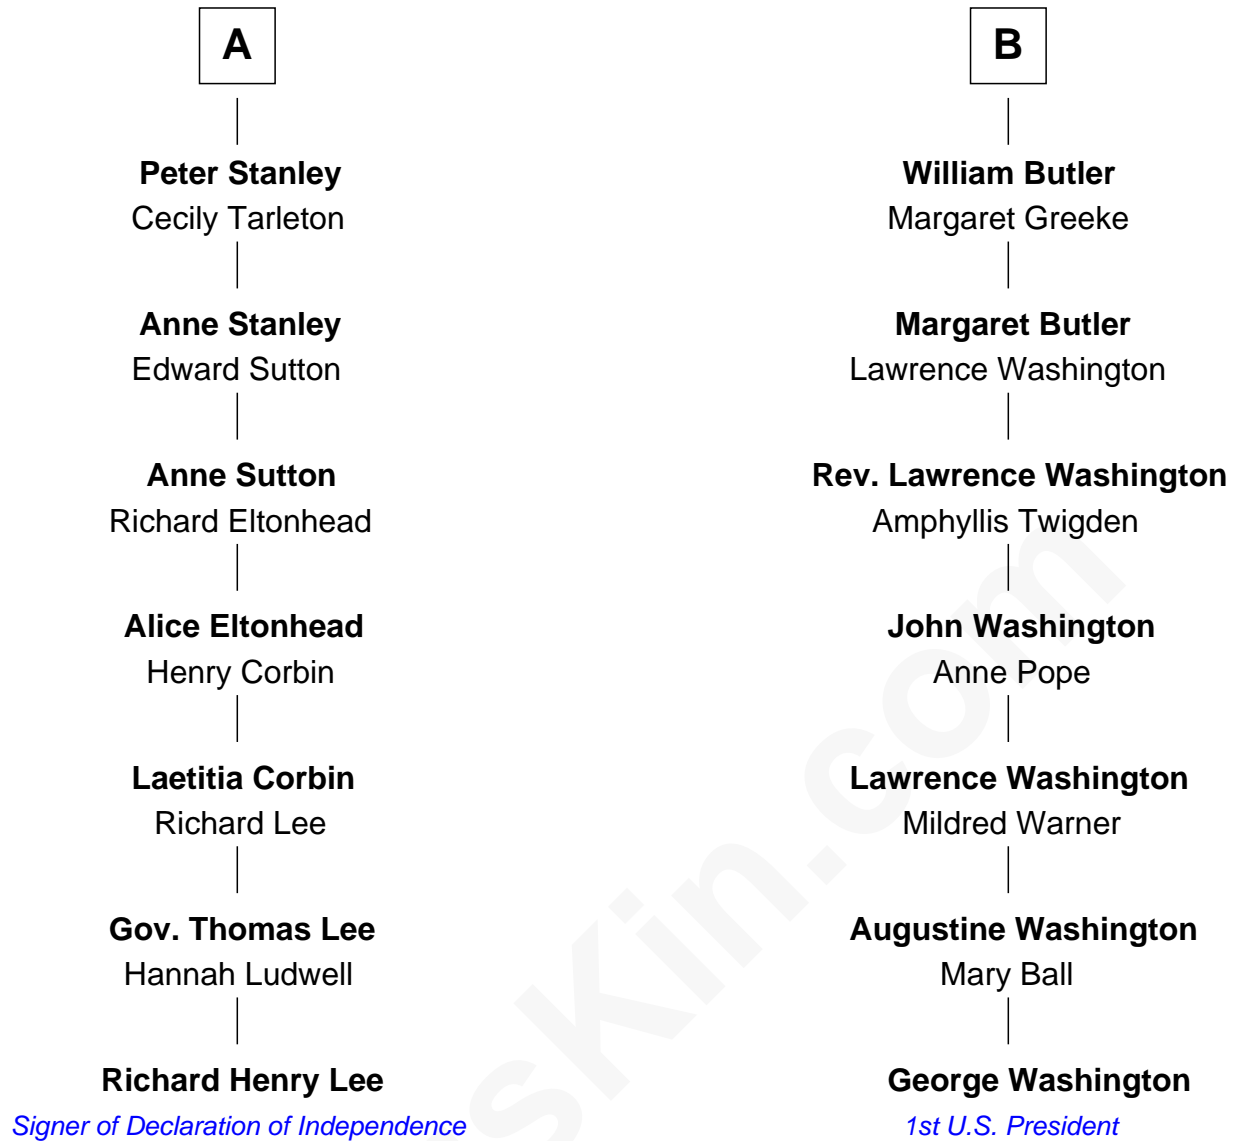 A
Peter Stanley
Cecily Tarleton
Anne Stanley
Edward Sutton
Anne Sutton
Richard Eltonhead
Alice Eltonhead
Henry Corbin
Laetitia Corbin
Richard Lee
Gov. Thomas Lee
Hannah Ludwell
Richard Henry Lee
Signer of Declaration of Independence
B
William Butler
Margaret Greeke
Margaret Butler
Lawrence Washington
Rev. Lawrence Washington
Amphyllis Twigden
John Washington
Anne Pope
Lawrence Washington
Mildred Warner
Augustine Washington
Mary Ball
George Washington
1st U.S. President
sKin.com